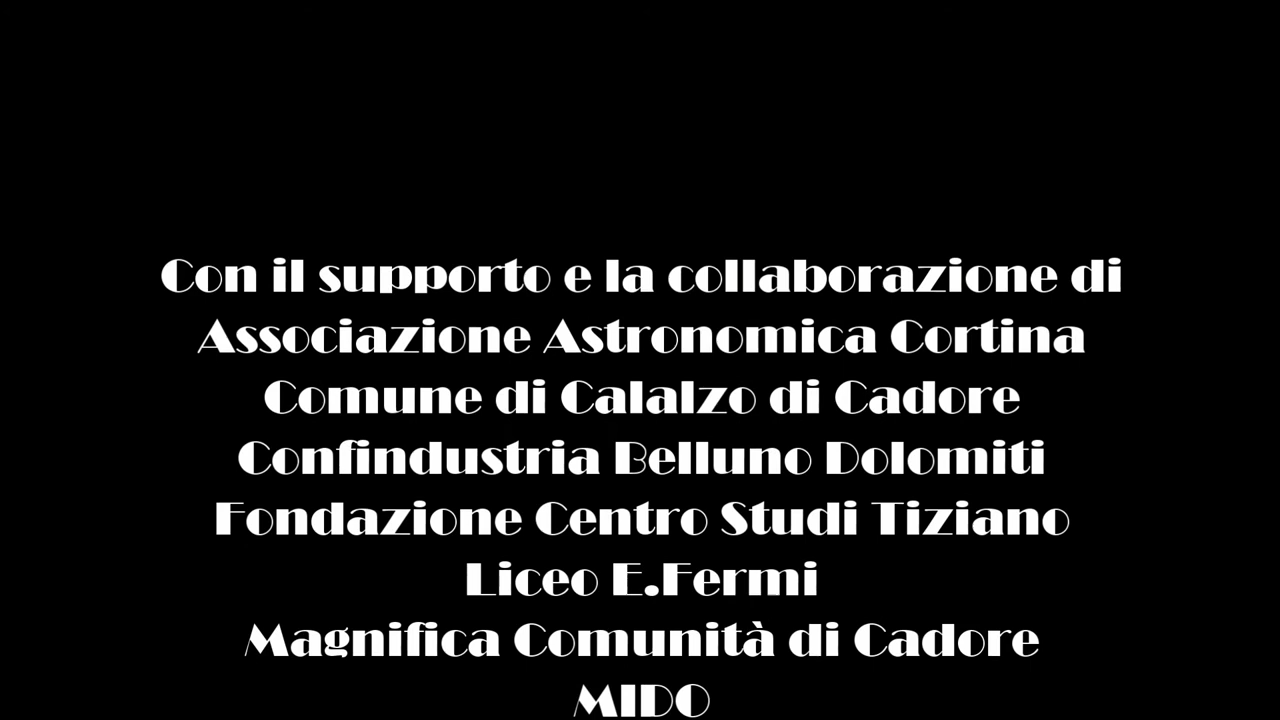 Con il supporto e la collaborazione di
Associazione Astronomica Cortina
Comune di Calalzo di Cadore
Confindustria Belluno Dolomiti
Fondazione Centro Studi Tiziano
Liceo E.Fermi
Magnifica Comunità di Cadore
MIDO